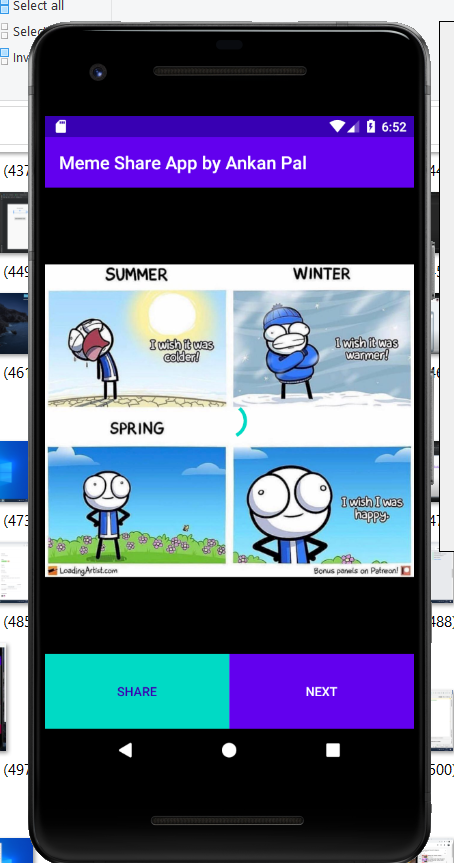 Select all
Selec
Inv
(437
44
6:52
Meme Share App by Ankan Pal
(449
SUMMER
WINTER
I wish it was
colder!
I wish it was
warmer!
(461
SPRING
I wish I was
happy.
(473
47
LoadingArtist.com
Bonus panels on Patreon!
(485
488)
SHARE
NEXT
(497
500)